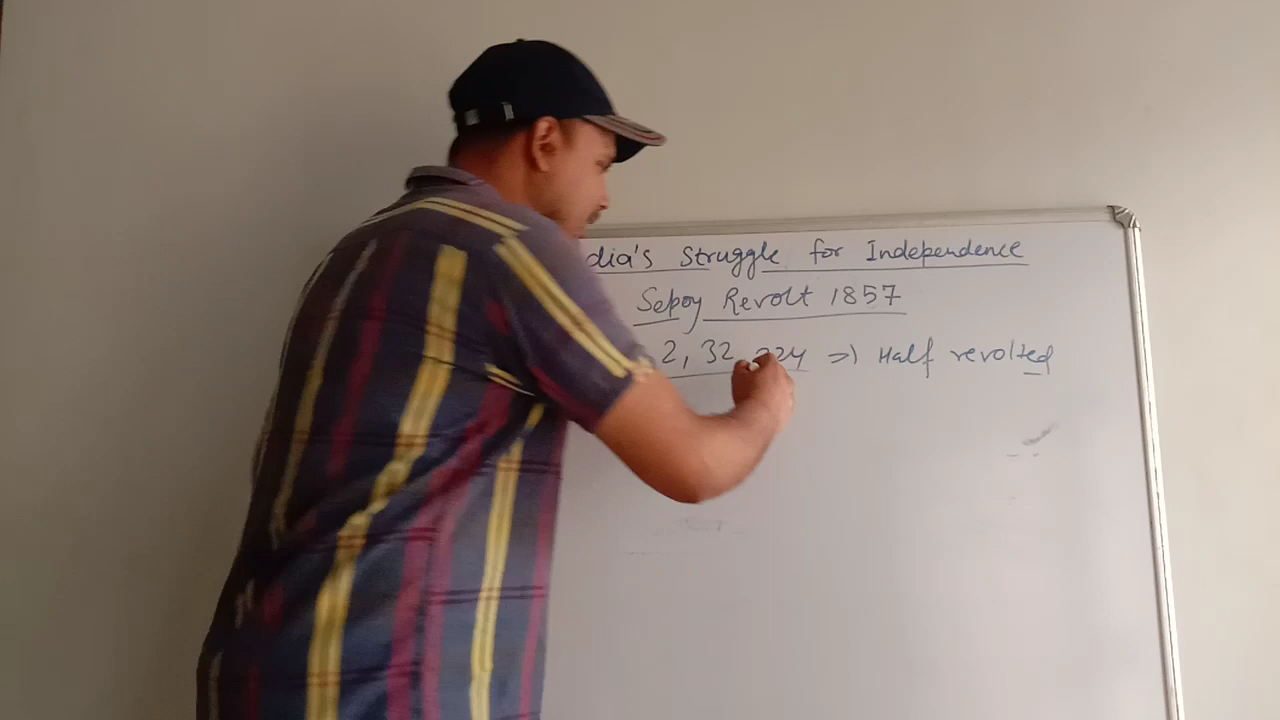 dia's Struggle for Independence
Sepoy Revolt 1857
2, 32, 224 => Half revolted